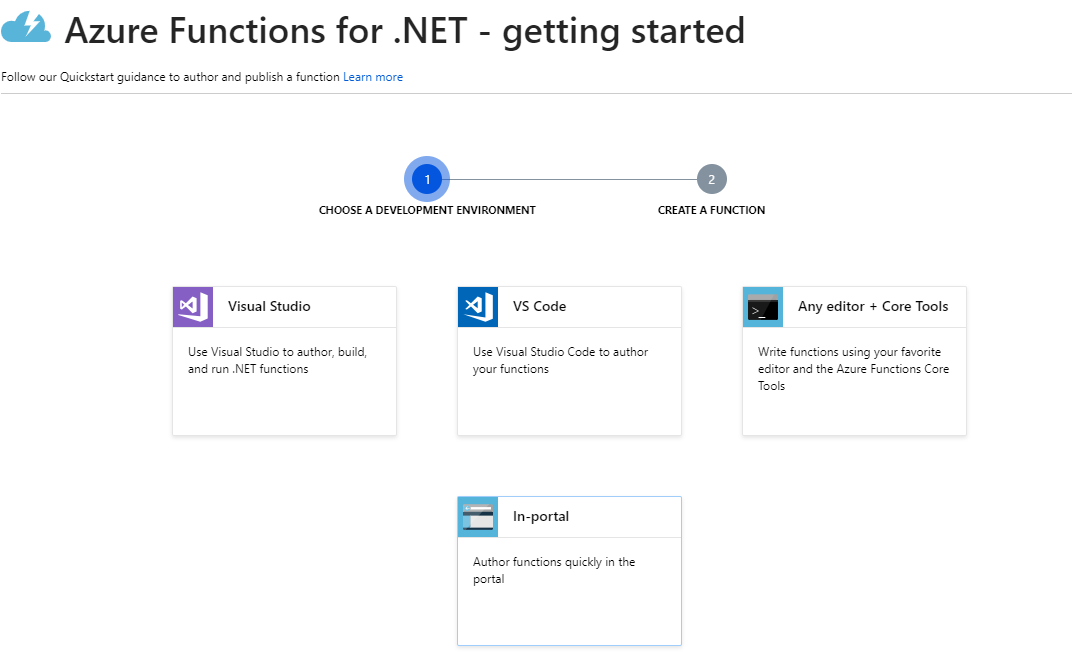 Azure Functions for .NET - getting started
Follow our Quickstart guidance to author and publish a function Learn more
1
2
CHOOSE A DEVELOPMENT ENVIRONMENT
CREATE A FUNCTION
Visual Studio
Use Visual Studio to author, build,
and run .NET functions
VS Code
Use Visual Studio Code to author
your functions
Any editor + Core Tools
Write functions using your favorite
editor and the Azure Functions Core
Tools
In-portal
Author functions quickly in the
portal